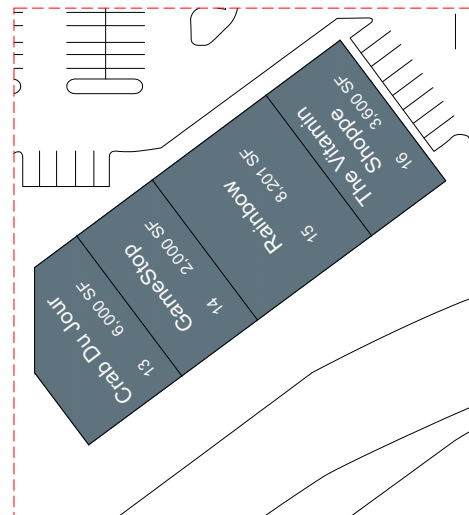 Crab Du Jour
6,000 SF
13
GameStop
2,000 SF
14
Rainbow
8,201 SF
15
The Vitamin
Shoppe
3,600 SF
16